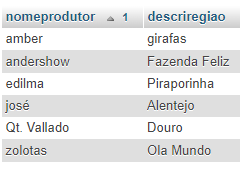 nomeprodutor 1 descriregiao
amber girafas
andershow Fazenda Feliz
edilma Piraporinha
josé Alentejo
Qt. Vallado Douro
zolotas Ola Mundo